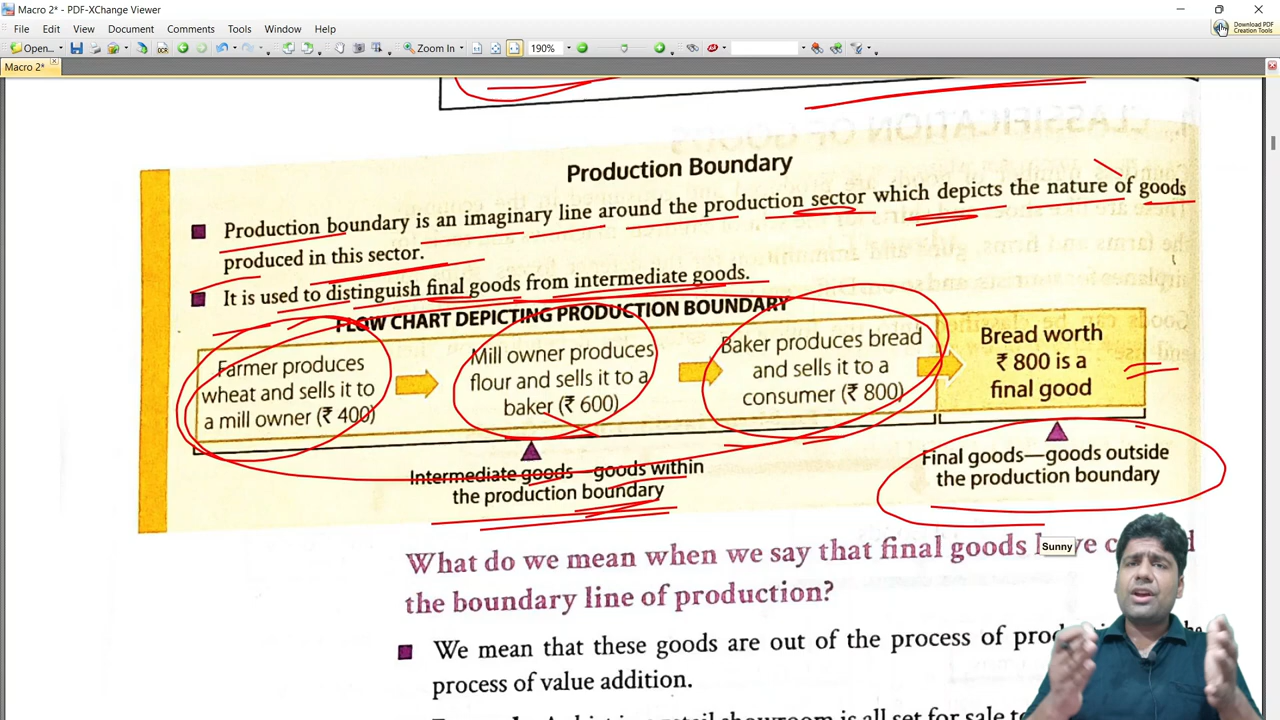 Macro 2* - PDF-XChange Viewer
File Edit View Document Comments Tools Window Help
Open... Zoom In 190%
Download PDF
Creation Tools
Macro 2*
Production Boundary
Production boundary is an imaginary line around the production sector which depicts the nature of goods
produced in this sector.
It is used to distinguish final goods from intermediate goods.
FLOW CHART DEPICTING PRODUCTION BOUNDARY
Farmer produces
wheat and sells it to
a mill owner (₹ 400)
Mill owner produces
flour and sells it to a
baker (₹ 600)
Baker produces bread
and sells it to a
consumer (₹ 800)
Bread worth
₹ 800 is a
final good
Intermediate goods—goods within
the production boundary
Final goods—goods outside
the production boundary
Sunny
What do we mean when we say that final goods
the boundary line of production?
We mean that these goods are out of the process of
process of value addition.